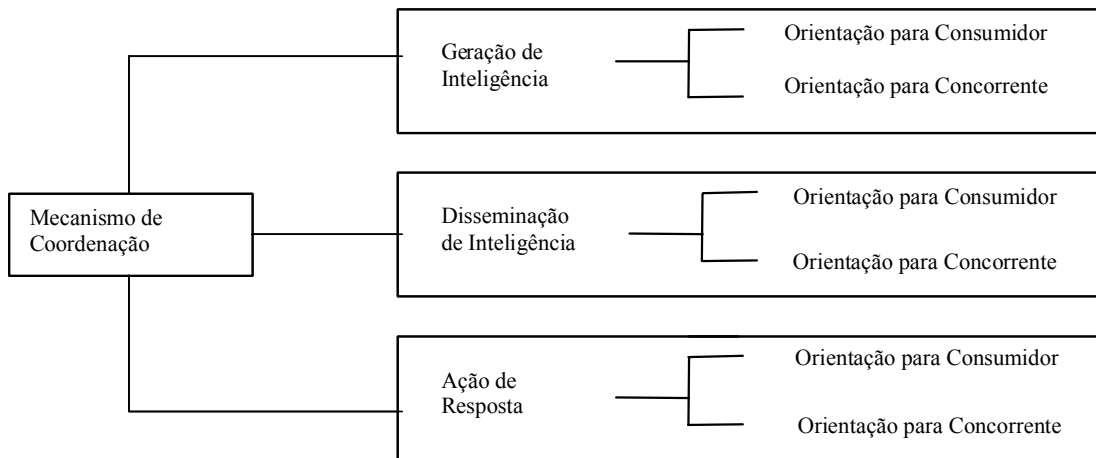 Geração de
Inteligência
Orientação para Consumidor
Orientação para Concorrente
Mecanismo de
Coordenação
Disseminação
de Inteligência
Orientação para Consumidor
Orientação para Concorrente
Ação de
Resposta
Orientação para Consumidor
Orientação para Concorrente